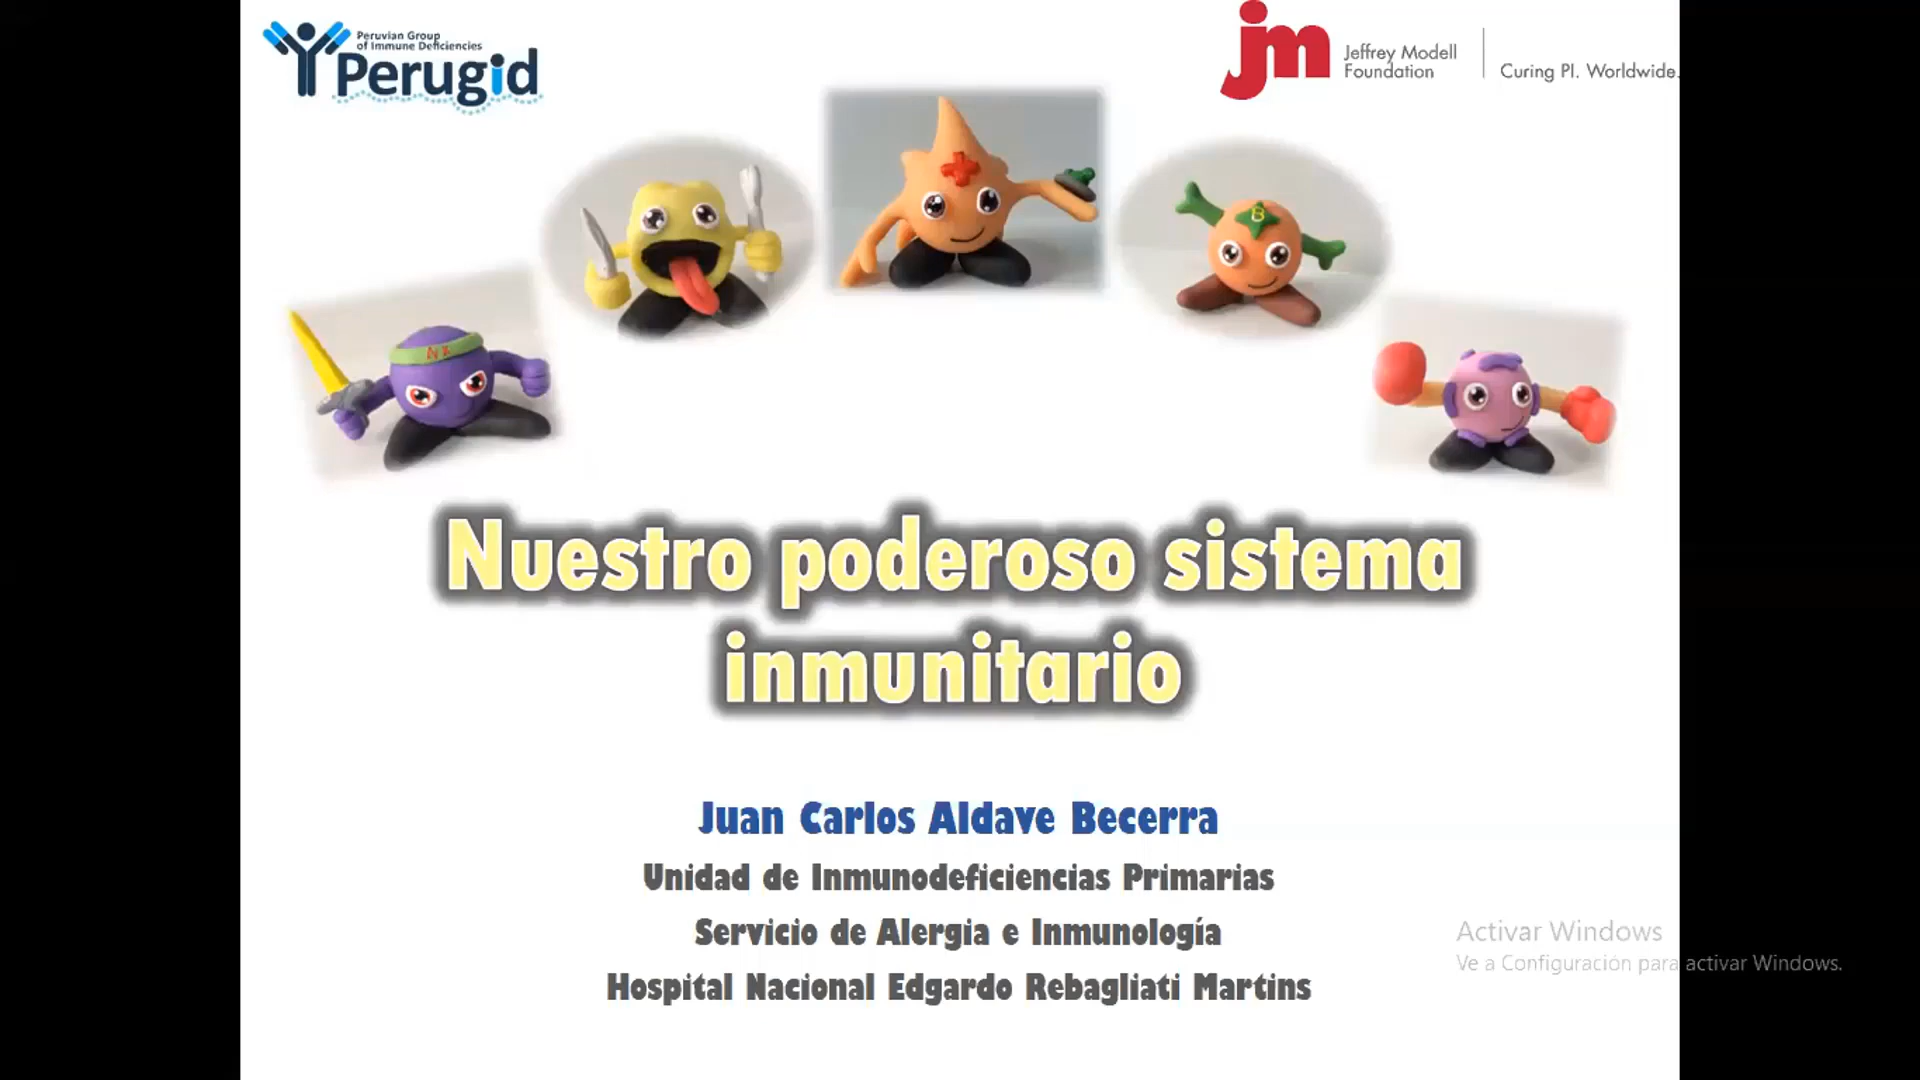 Peruvian Group
of Immune Deficiencies
Perugid
jm
Jeffrey Modell
Foundation
Curing PI. Worldwide.
NK
B
Nuestro poderoso sistema
inmunitario
Juan Carlos Aldave Becerra
Unidad de Inmunodeficiencias Primarias
Servicio de Alergia e Inmunología
Hospital Nacional Edgardo Rebagliati Martins
Activar Windows
Ve a Configuración para activar Windows.